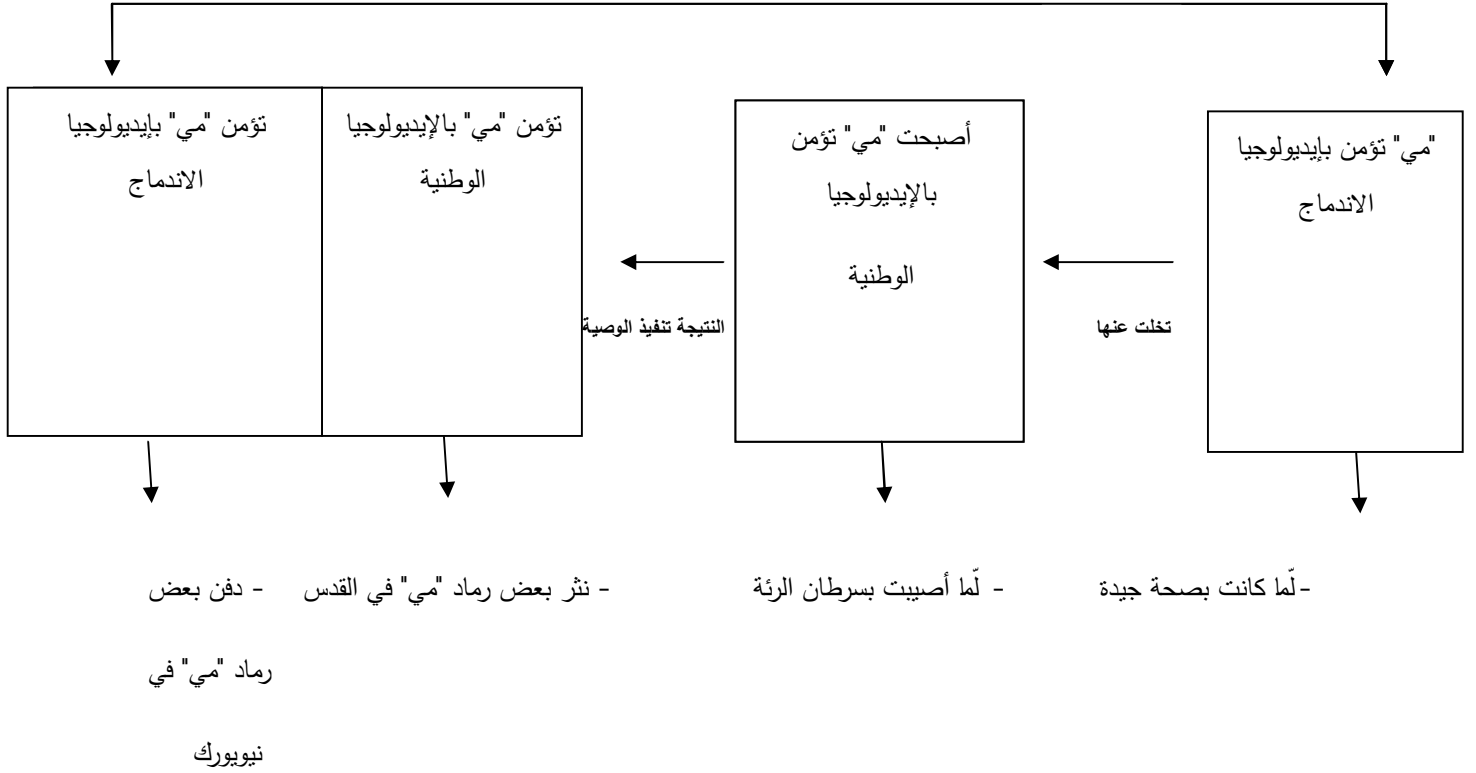 "مي" تؤمن بإيديولوجيا
الاندماج
تخلت عنها
أصبحت "مي" تؤمن
بالإيديولوجيا
الوطنية
النتيجة تنفيذ الوصية
تؤمن "مي" بالإيديولوجيا
الوطنية
تؤمن "مي" بإيديولوجيا
الاندماج
-لّما كانت بصحة جيدة
- لّما أصيبت بسرطان الرئة
- نثر بعض رماد "مي" في القدس
- دفن بعض
رماد "مي" في
نيويورك